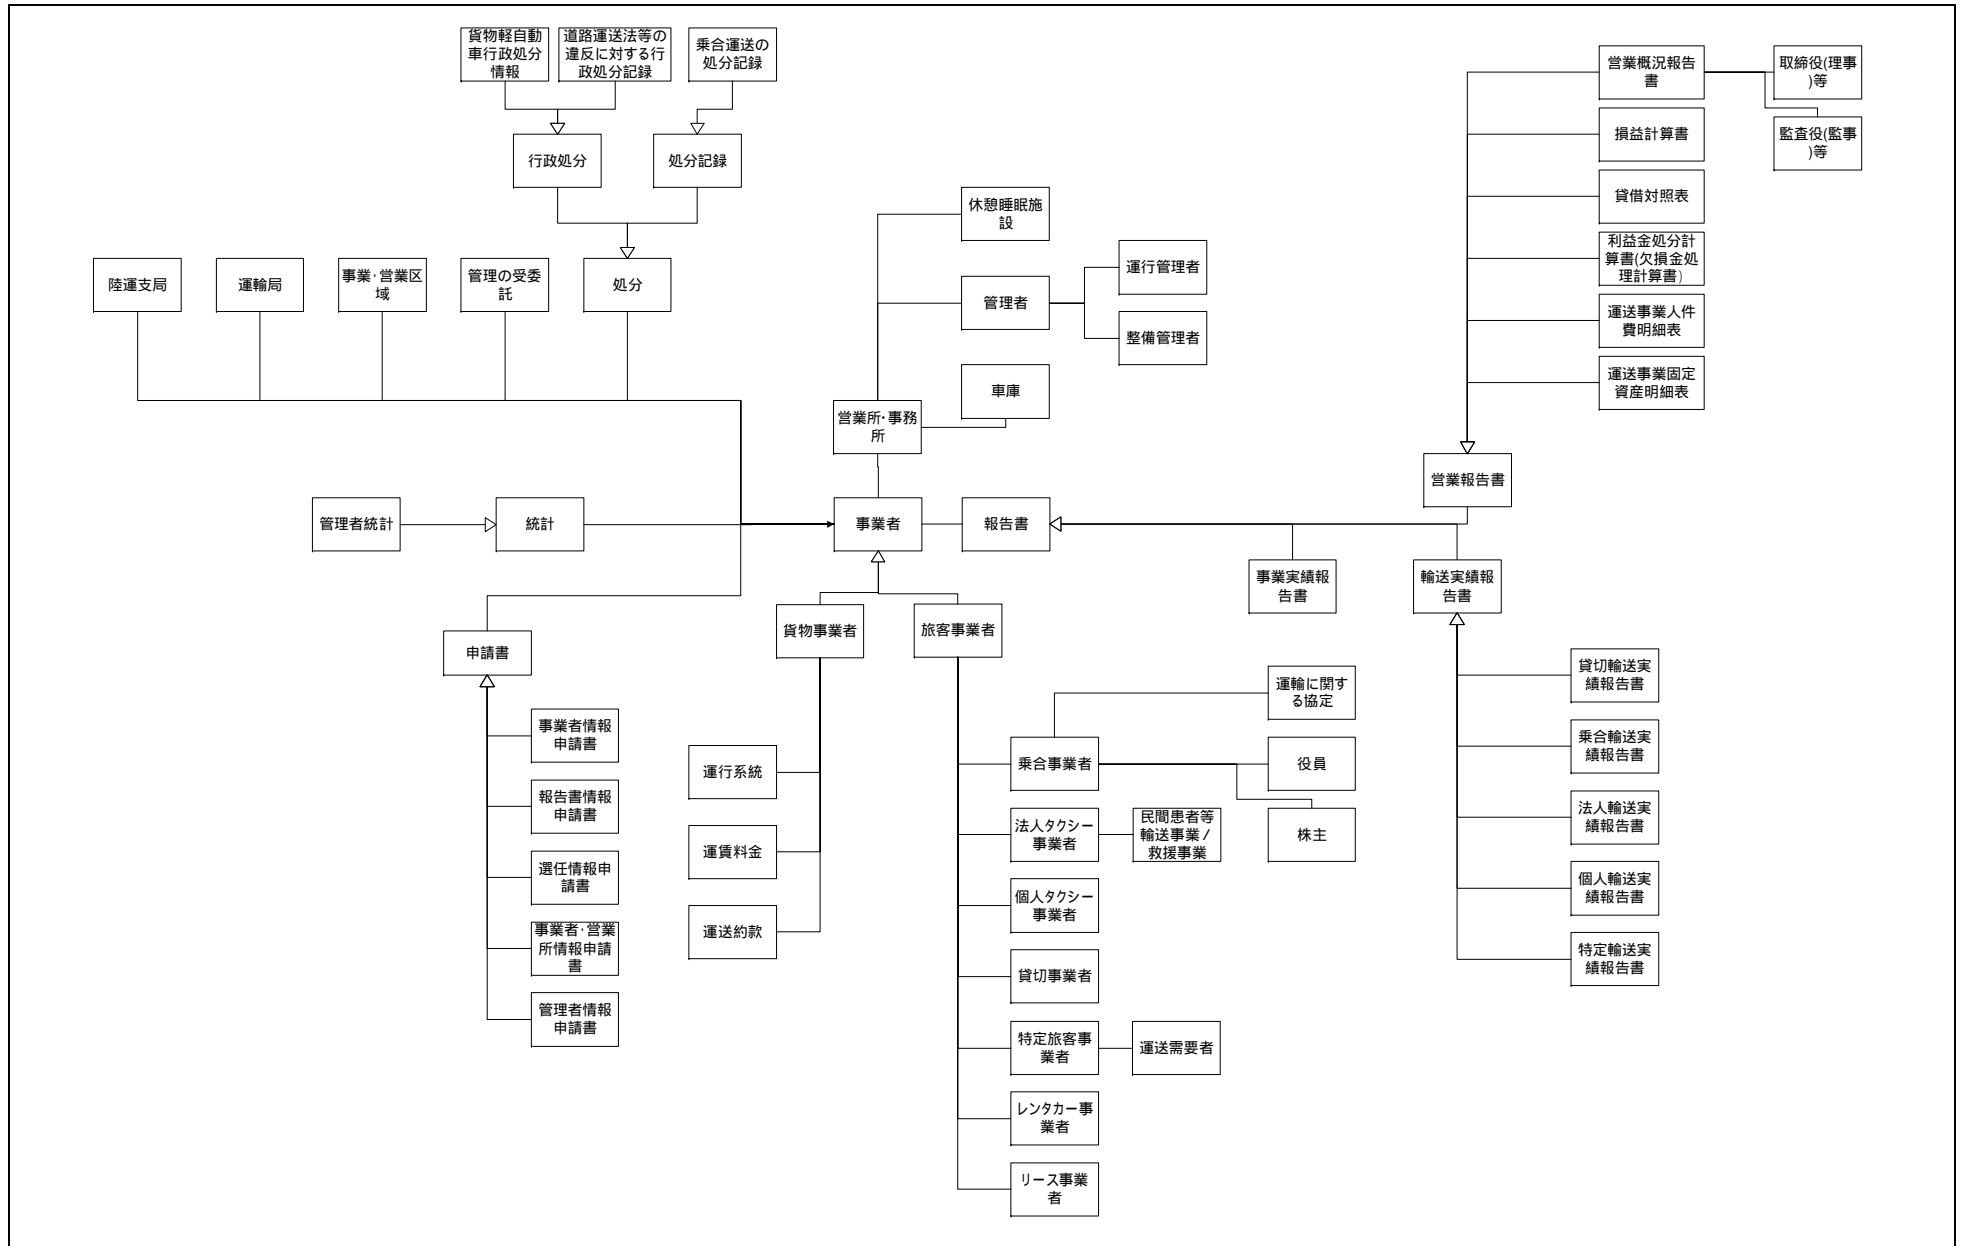 貨物軽自動
車行政処分
情報
道路運送法等の
違反に対する行
政処分記録
乗合運送の
処分記録
営業概況報告
書
取締役(理事
)等
損益計算書
監査役(監事
)等
行政処分
処分記録
貸借対照表
休憩睡眠施
設
利益金処分計
算書(欠損金処
理計算書)
陸運支局
運輸局
事業・営業区
域
管理の受委
託
処分
管理者
運行管理者
整備管理者
運送事業人件
費明細表
運送事業固定
資産明細表
車庫
営業所・事務
所
営業報告書
管理者統計
統計
事業者
報告書
事業実績報
告書
輸送実績報
告書
貨物事業者
旅客事業者
申請書
事業者情報
申請書
報告書情報
申請書
選任情報申
請書
事業者・営業
所情報申請
書
管理者情報
申請書
運行系統
運賃料金
運送約款
運輸に関す
る協定
乗合事業者
役員
法人タクシー
事業者
民間患者等
輸送事業/
救援事業
株主
個人タクシー
事業者
貸切事業者
特定旅客事
業者
運送需要者
レンタカー事
業者
リース事業
者
貸切輸送実
績報告書
乗合輸送実
績報告書
法人輸送実
績報告書
個人輸送実
績報告書
特定輸送実
績報告書